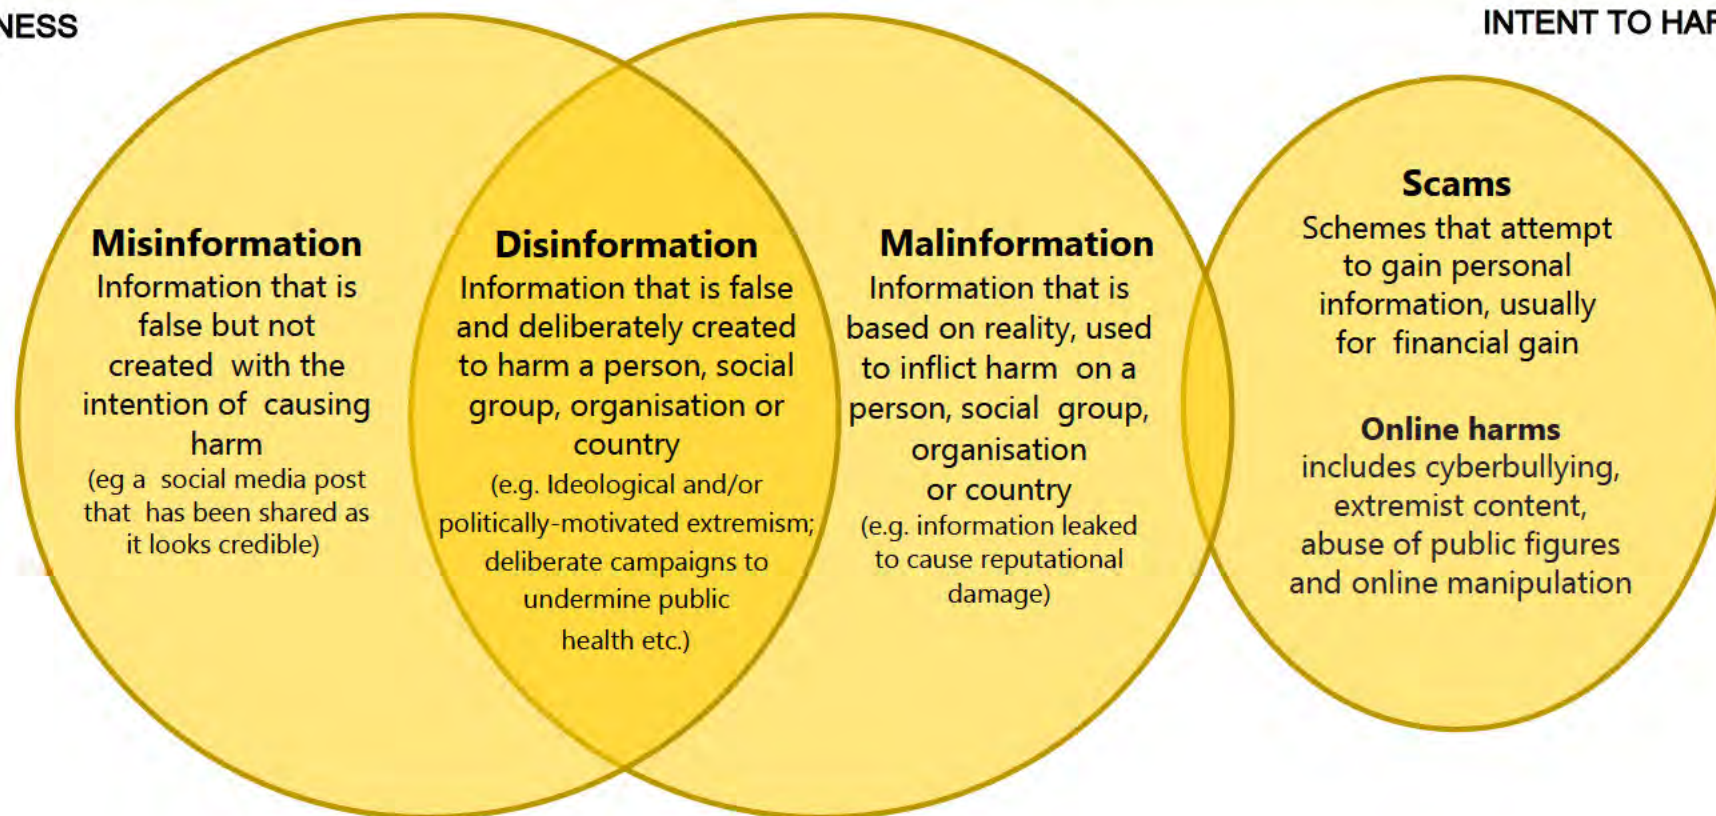 NESS
INTENT TO HAR
Misinformation
Information that is
false but not
created with the
intention of causing
harm
(eg a social media post
that has been shared as
it looks credible)
Disinformation
Information that is false
and deliberately created
to harm a person, social
group, organisation or
country
(e.g. Ideological and/or
politically-motivated extremism;
deliberate campaigns to
undermine public
health etc.)
Malinformation
Information that is
based on reality, used
to inflict harm on a
person, social group,
organisation
or country
(e.g. information leaked
to cause reputational
damage)
Scams
Schemes that attempt
to gain personal
information, usually
for financial gain
Online harms
includes cyberbullying,
extremist content,
abuse of public figures
and online manipulation